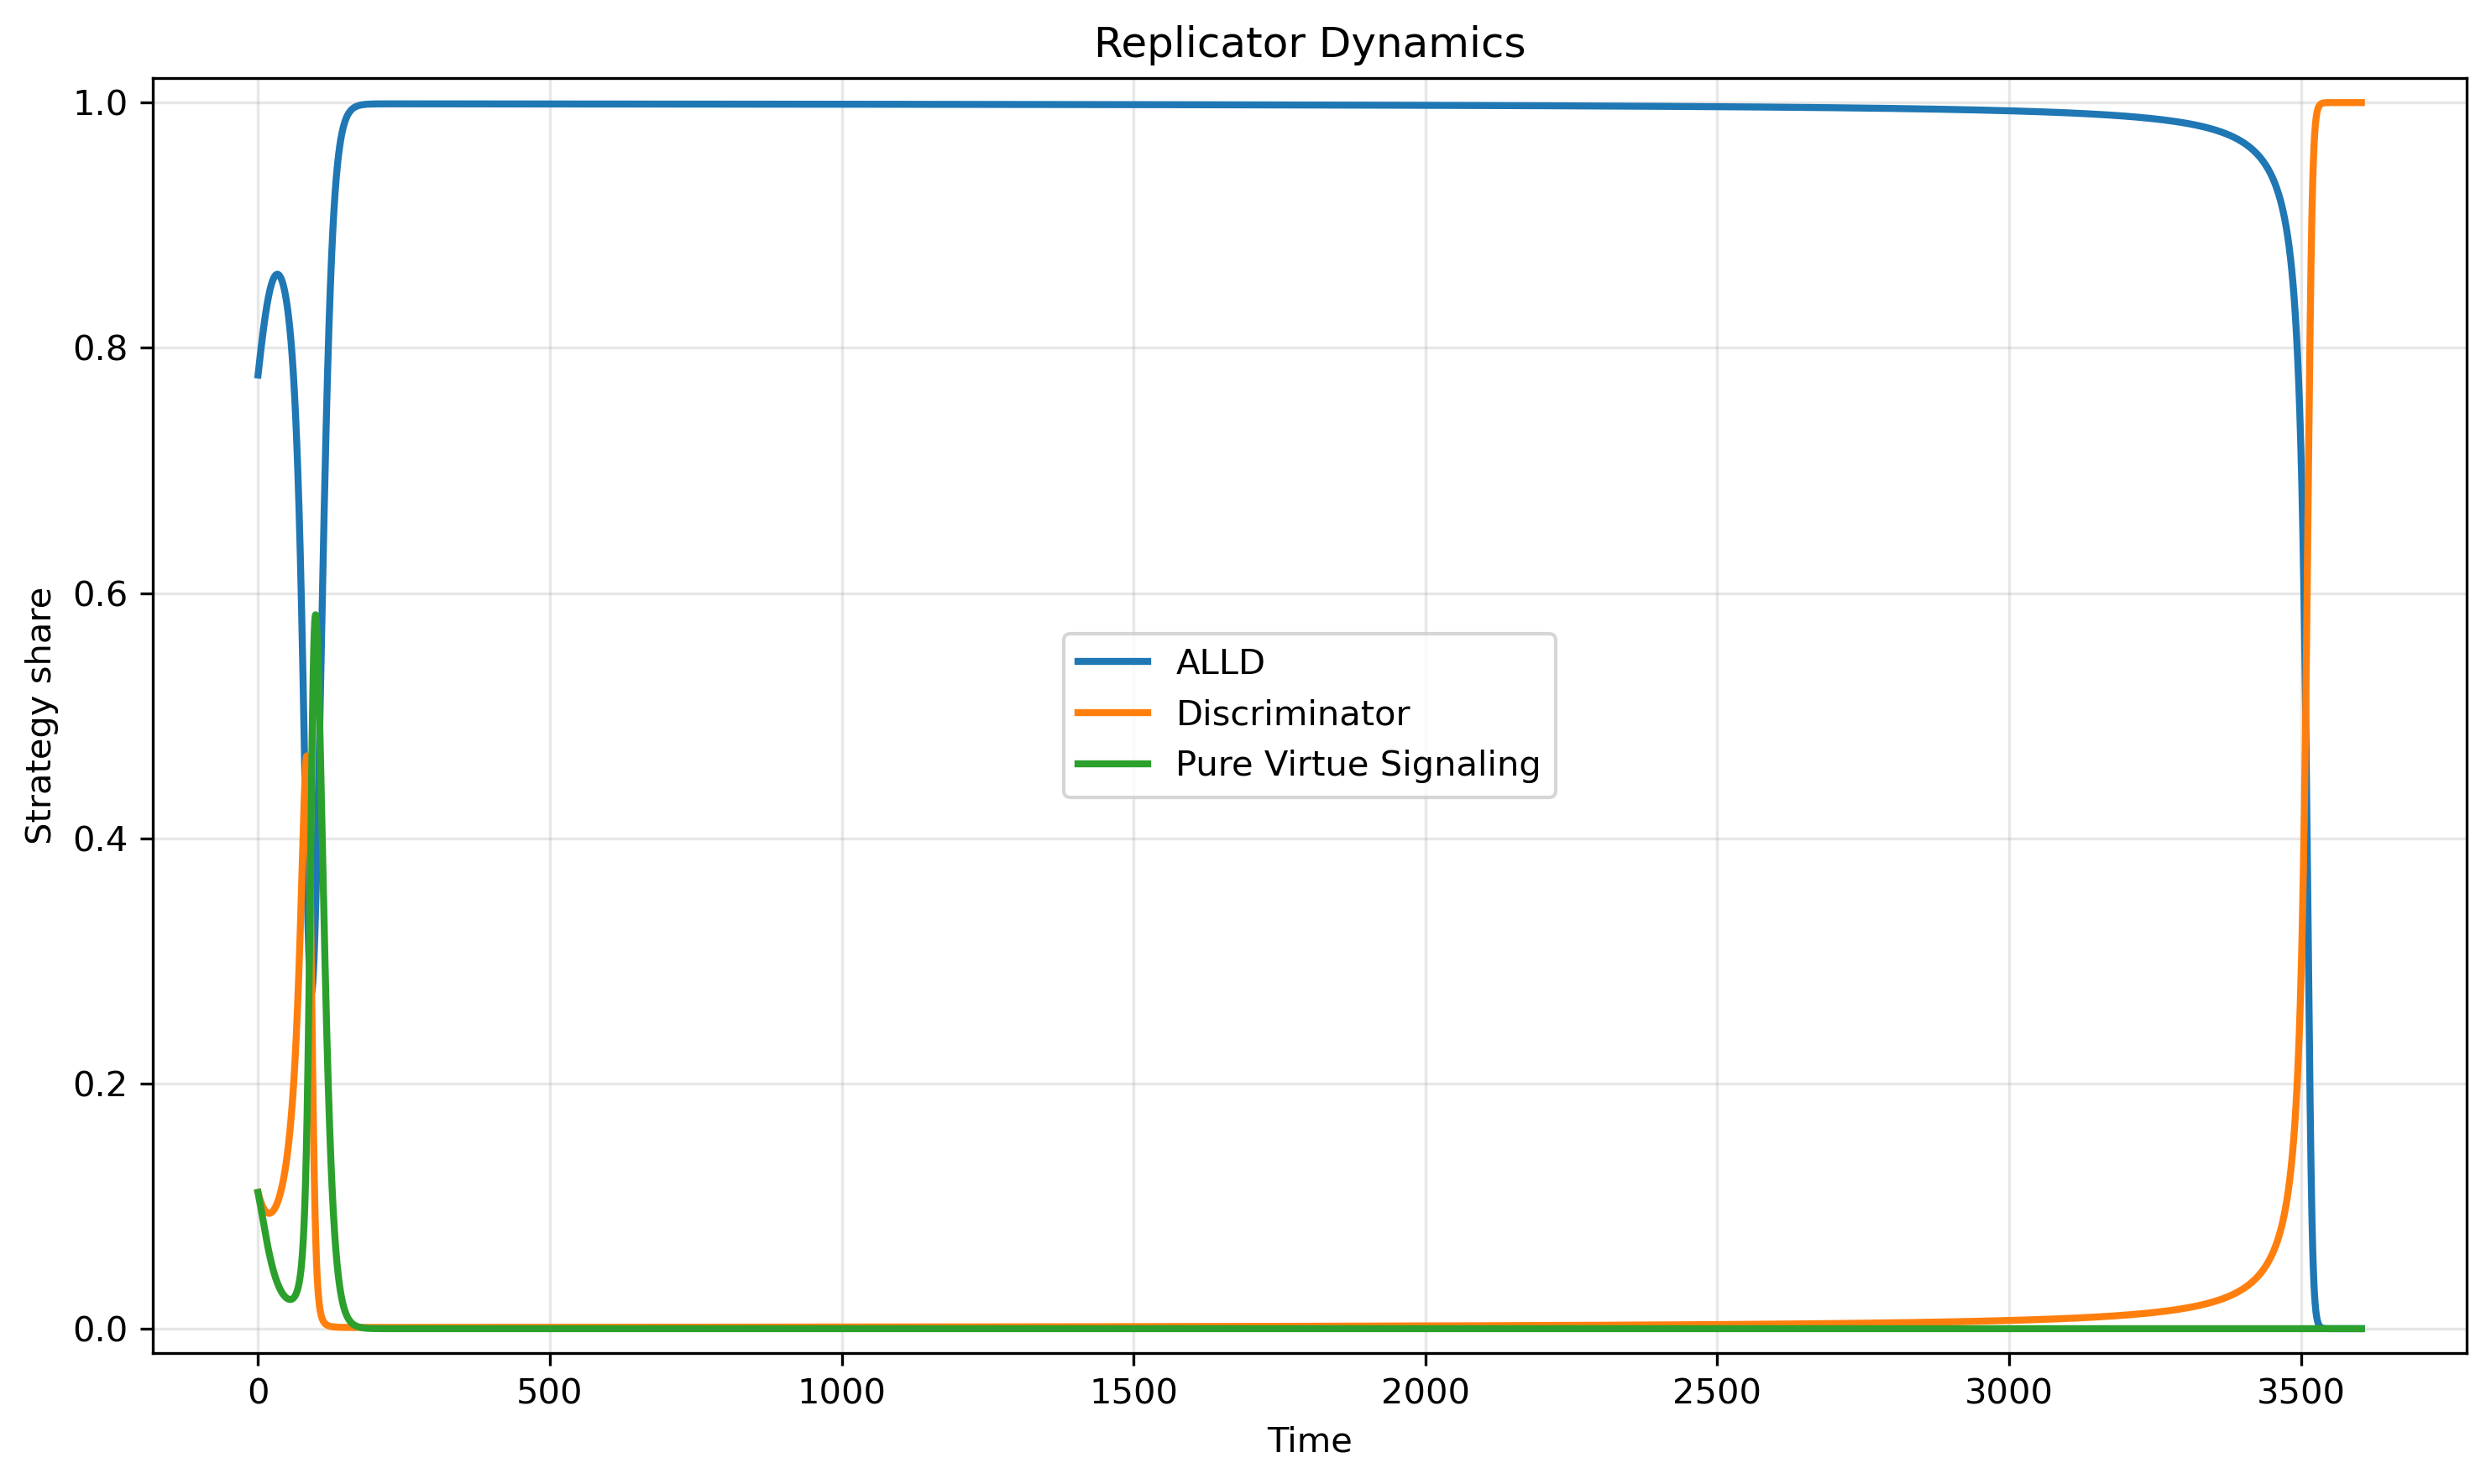 Replicator Dynamics
Strategy share
1.0
0.8
0.6
0.4
0.2
0.0
ALLD
Discriminator
Pure Virtue Signaling
0 500 1000 1500 2000 2500 3000 3500
Time